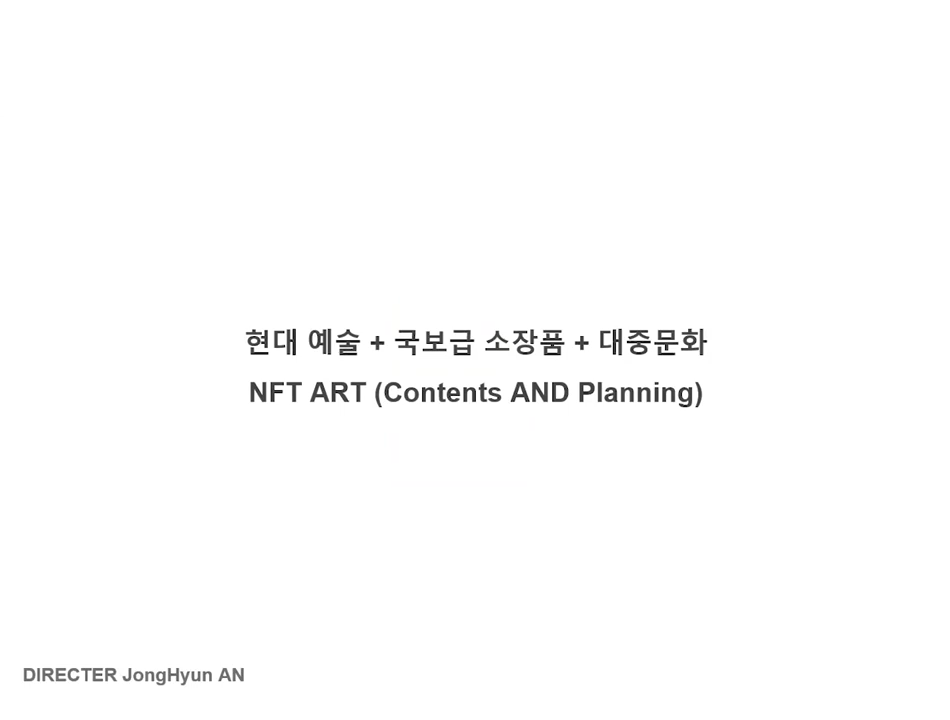 현대 예술 + 국보급 소장품 + 대중문화
NFT ART (Contents AND Planning)
DIRECTER JongHyun AN